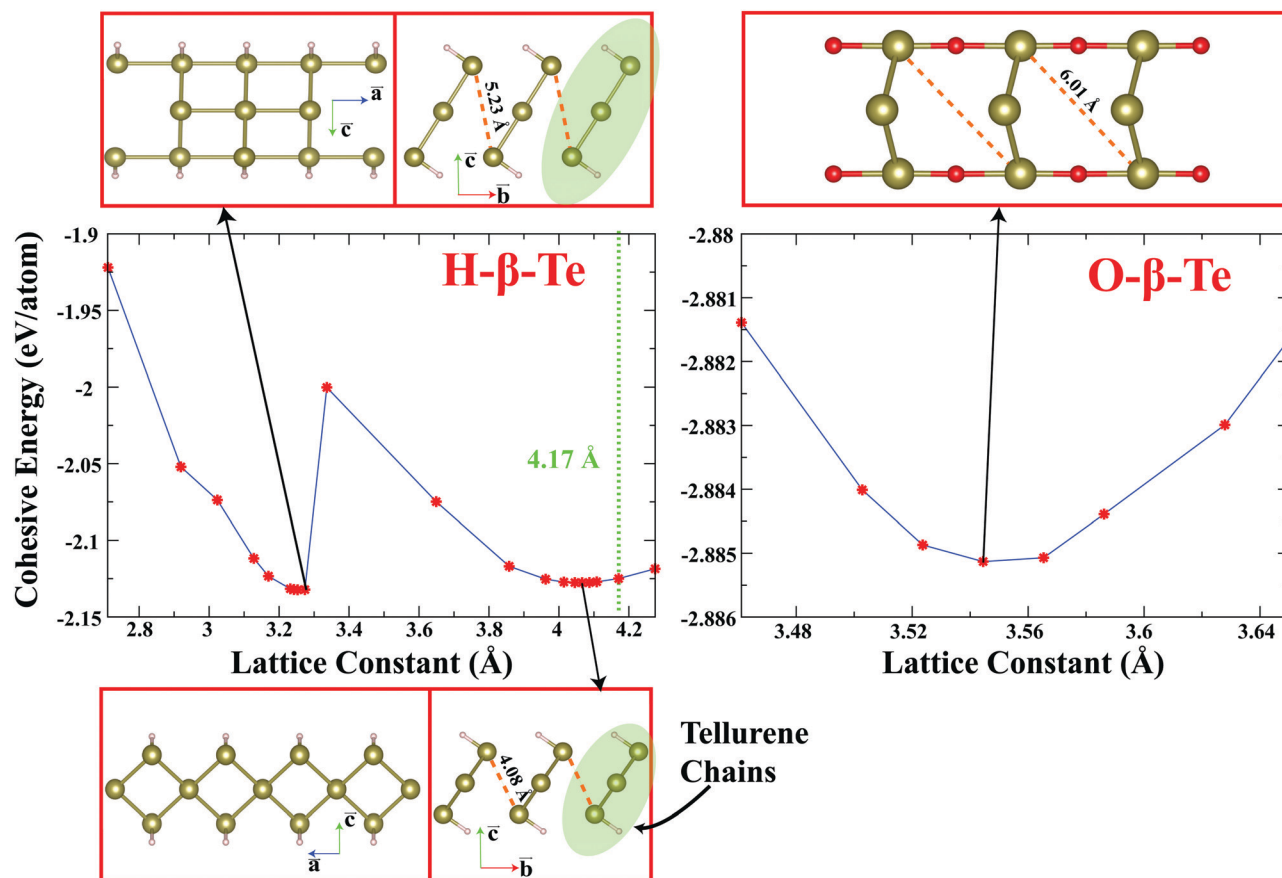 a⃗
c⃗
5.23 Å
c⃗
b⃗
6.01 Å
H-β-Te
O-β-Te
Cohesive Energy (eV/atom)
-1.9
-1.95
-2
-2.05
-2.1
-2.15
4.17 Å
2.8 3 3.2 3.4 3.6 3.8 4 4.2
Lattice Constant (Å)
-2.88
-2.881
-2.882
-2.883
-2.884
-2.885
-2.886
3.48 3.52 3.56 3.6 3.64
Lattice Constant (Å)
c⃗
a⃗
4.08 Å
c⃗
b⃗
Tellurene
Chains